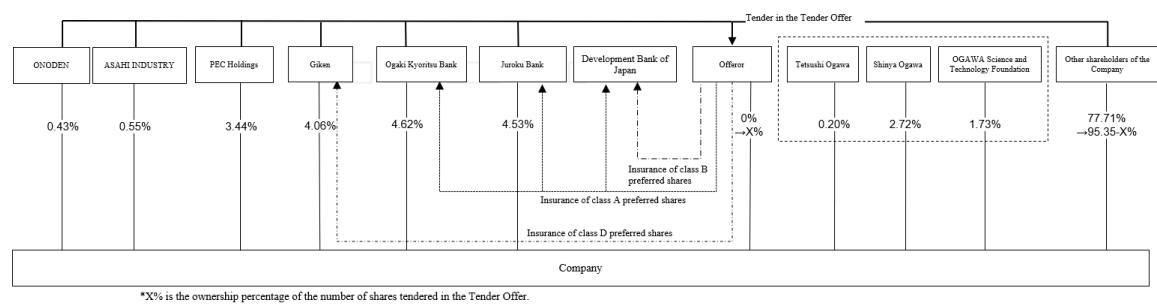 Tender in the Tender Offer
ONODEN
ASAHI INDUSTRY
PEC Holdings
Giken
Ogaki Kyoritsu Bank
Juroku Bank
Development Bank of
Japan
Offeror
Tetsushi Ogawa
Shinya Ogawa
OGAWA Science and
Technology Foundation
Other shareholders of the
Company
0.43%
0.55%
3.44%
4.06%
4.62%
4.53%
0%
→X%
0.20%
2.72%
1.73%
77.71%
→95.35-X%
Insurance of class B
preferred shares
Insurance of class A preferred shares
Insurance of class D preferred shares
Company
*X% is the ownership percentage of the number of shares tendered in the Tender Offer.